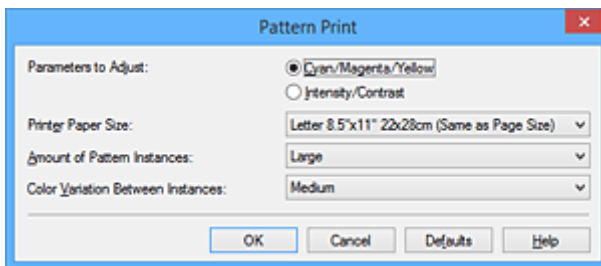 Pattern Print
Parameters to Adjust: Cyan/Magenta/Yellow
Intensity/Contrast
Printer Paper Size: Letter 8.5"x11" 22x28cm (Same as Page Size)
Amount of Pattern Instances: Large
Color Variation Between Instances: Medium
OK Cancel Defaults Help